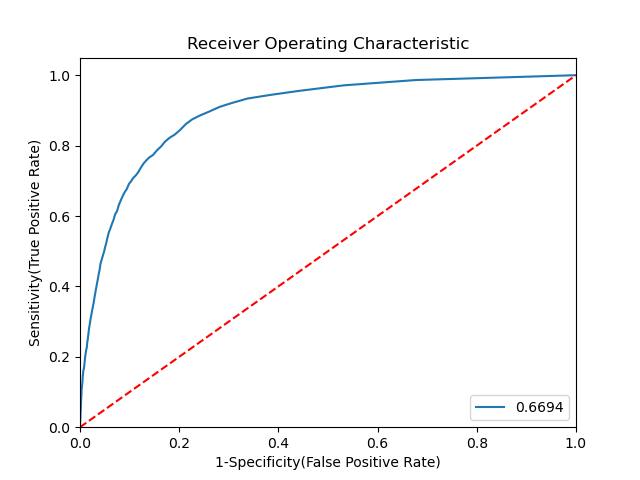 Receiver Operating Characteristic
Sensitivity(True Positive Rate)
1.0
0.8
0.6
0.4
0.2
0.0
0.0 0.2 0.4 0.6 0.8 1.0
1-Specificity(False Positive Rate)
0.6694